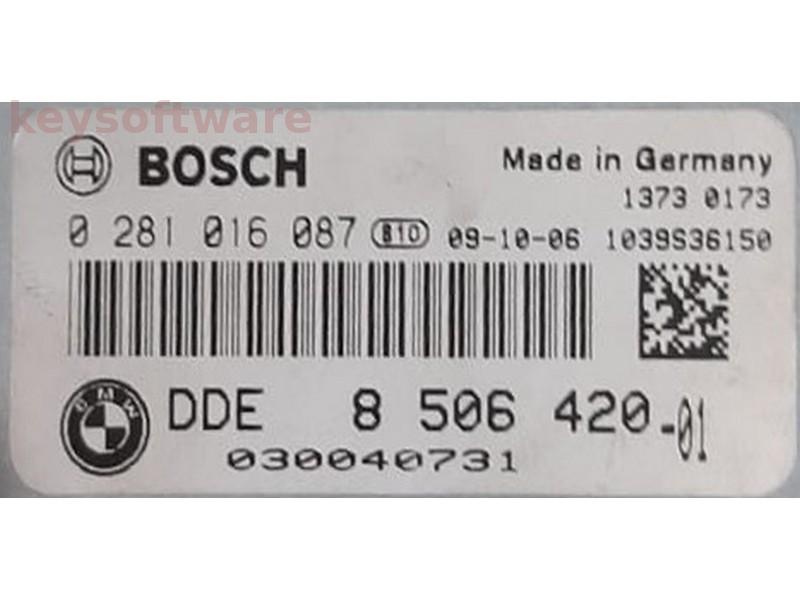 keysoftware
BOSCH Made in Germany
1373 0173
0 281 016 087 810 09-10-06 1039S36150
BMW DDE 8 506 420-01
030040731